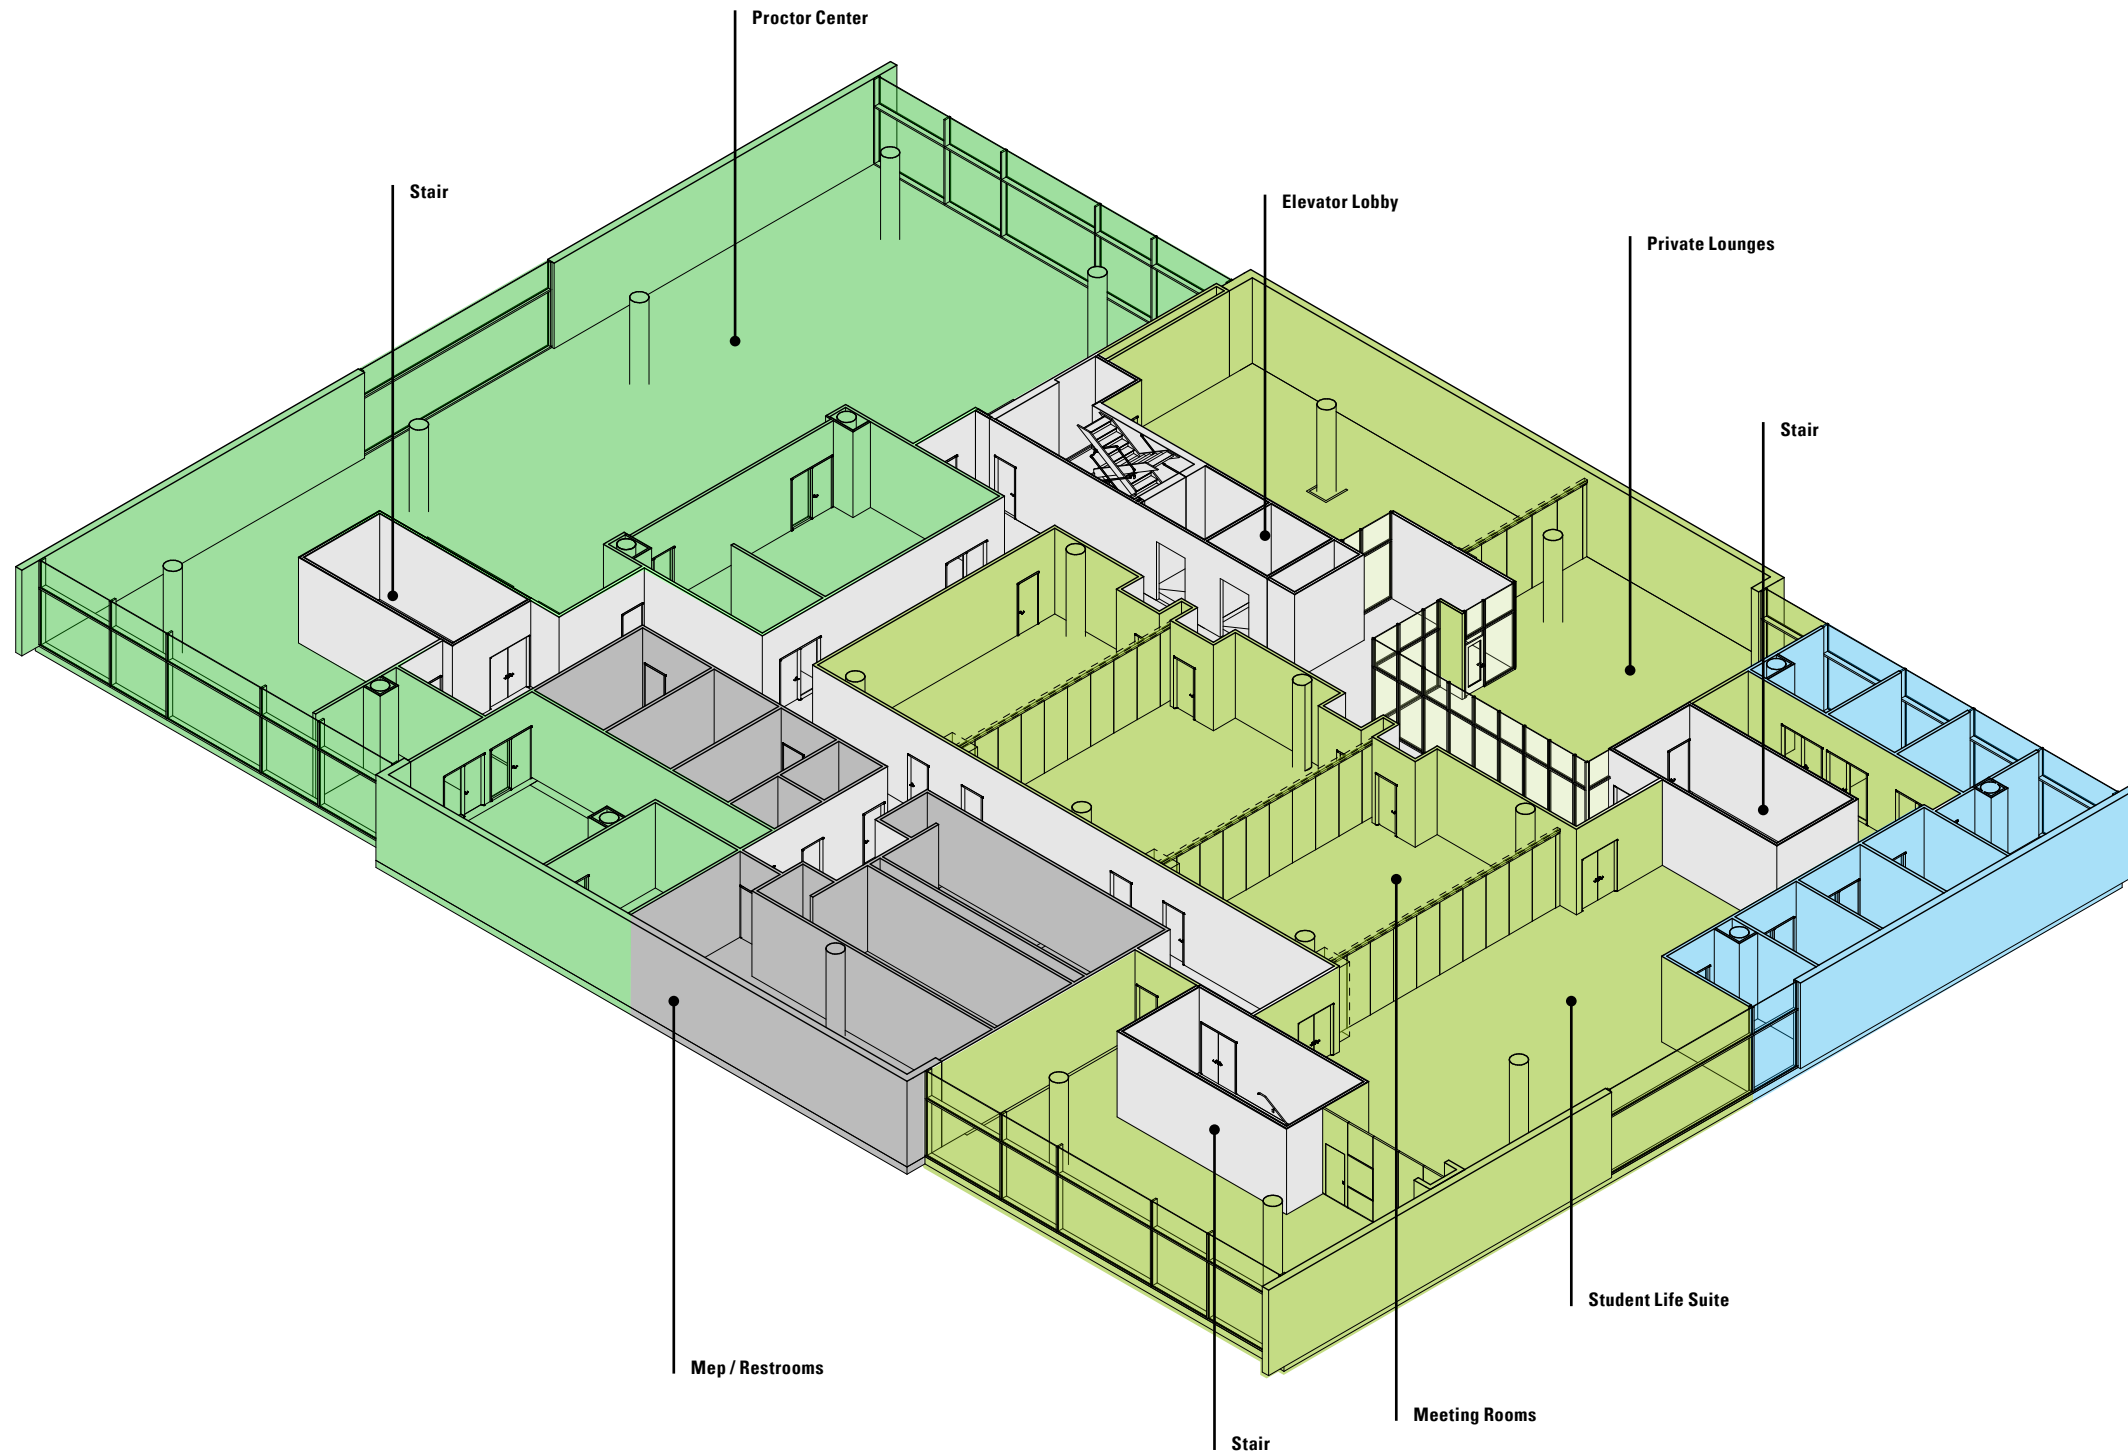 Proctor Center
Stair
Elevator Lobby
Private Lounges
Stair
Student Life Suite
Mep / Restrooms
Meeting Rooms
Stair